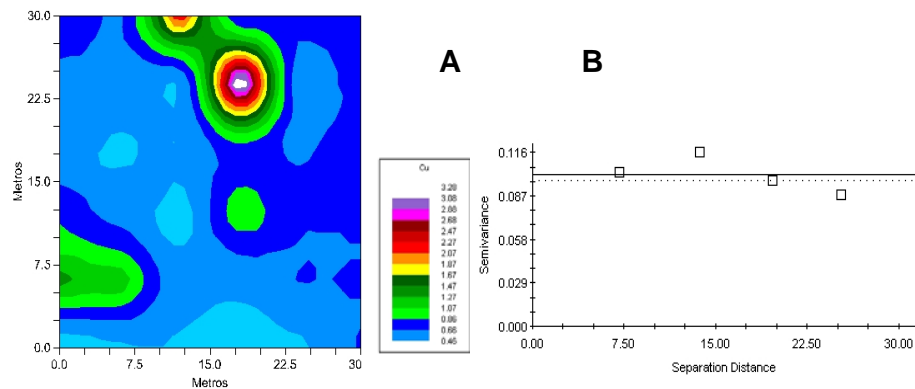 30.0
22.5
15.0
7.5
0.0
Metros
0.0 7.5 15.0 22.5 30
Metros
A
Cu
3.28
3.08
2.88
2.68
2.47
2.27
2.07
1.87
1.67
1.47
1.27
1.07
0.86
0.66
0.46
B
0.116
0.087
0.058
0.029
0.000
Semivariance
0.00 7.50 15.00 22.50 30.00
Separation Distance